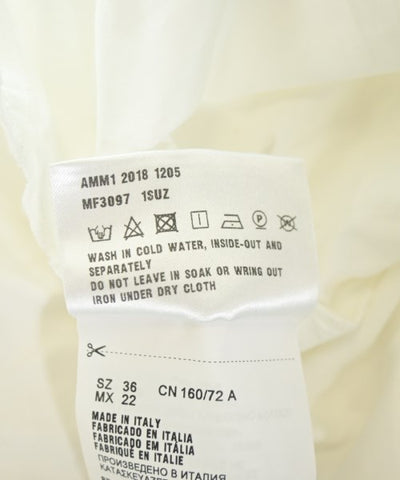 AMM1 2018 1205
MF3097 1SUZ
WASH IN COLD WATER, INSIDE-OUT AND
SEPARATELY
DO NOT LEAVE IN SOAK OR WRING OUT
IRON UNDER DRY CLOTH
SZ 36 CN 160/72 A
MX 22
MADE IN ITALY
FABRICADO EN ITALIA
FABRICADO EM ITÁLIA
FABRIQUÉ EN ITALIE
ПРОИЗВЕДЕНО В ИТАЛИЯ